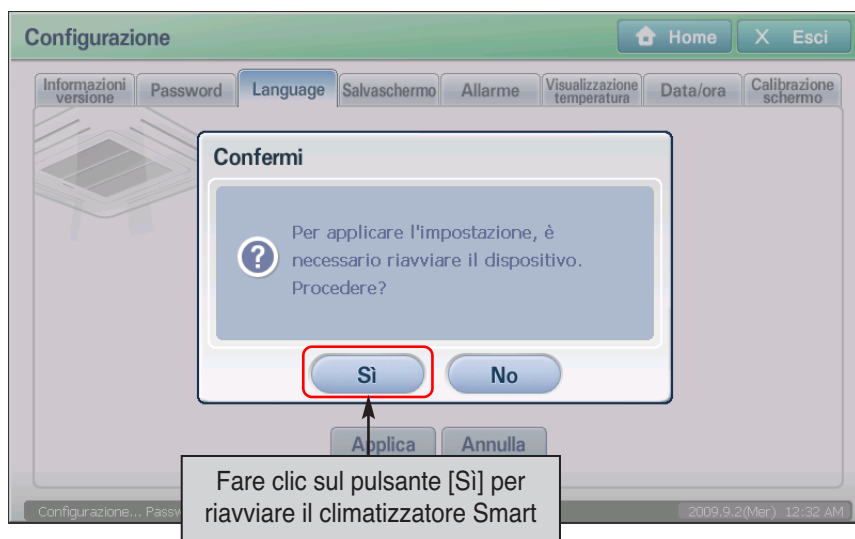 Configurazione
Home
X Esci
Informazioni
versione
Password
Language
Salvaschermo
Allarme
Visualizzazione
temperatura
Data/ora
Calibrazione
schermo
Confermi
Per applicare l'impostazione, è
necessario riavviare il dispositivo.
Procedere?
Sì
No
Applica
Annulla
Fare clic sul pulsante [Sì] per
riavviare il climatizzatore Smart
Configurazione...
2009.9.2(Mer) 12:32 AM